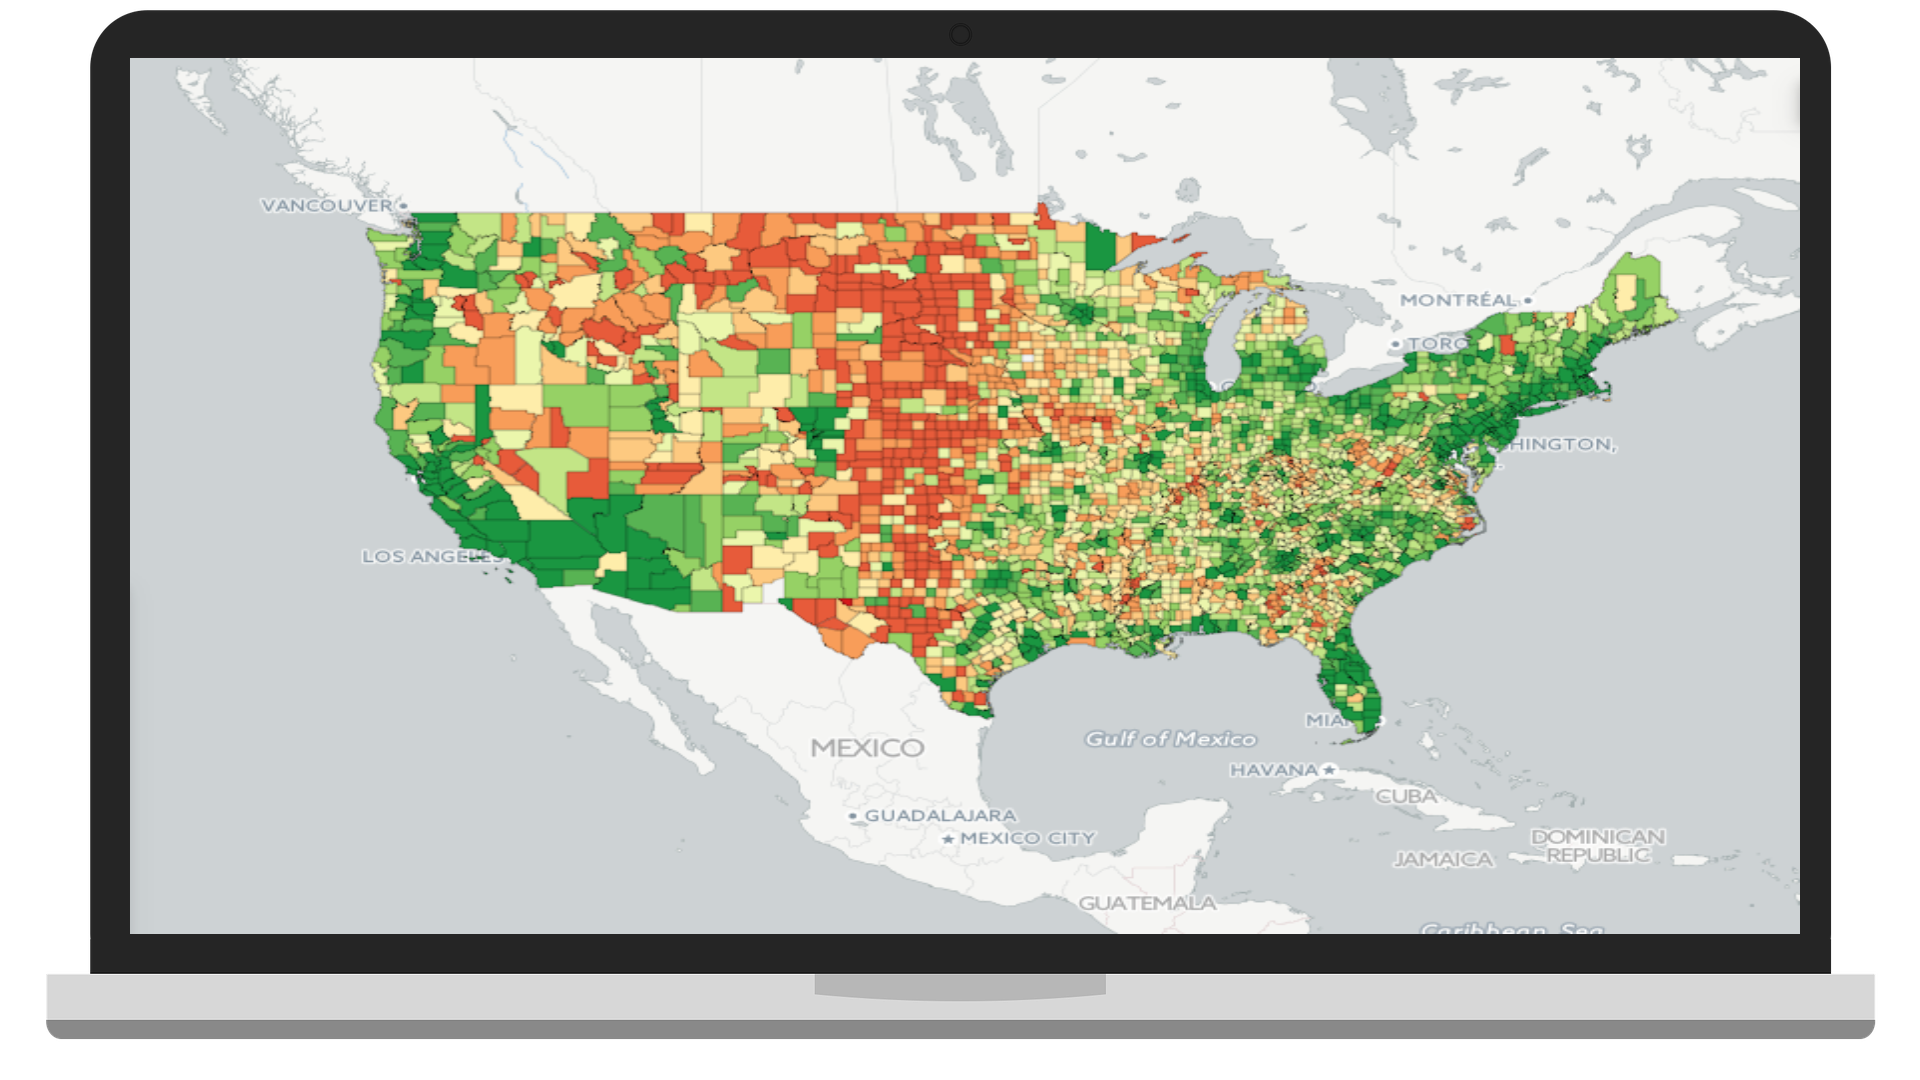 VANCOUVER
MONTRÉAL
TORO
HINGTON,
LOS ANGELES
MIA
Gulf of Mexico
MEXICO
HAVANA
CUBA
GUADALAJARA
MEXICO CITY
DOMINICAN
REPUBLIC
JAMAICA
GUATEMALA
Caribbean Sea